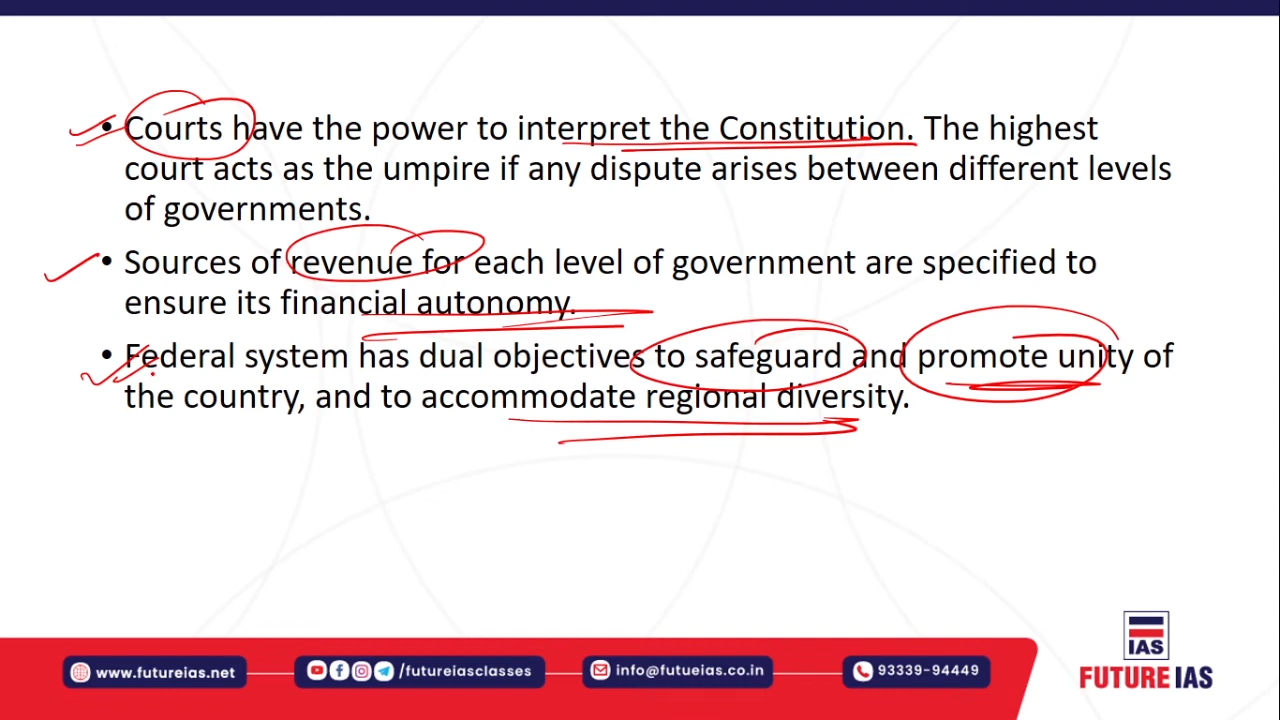 • Courts have the power to interpret the Constitution. The highest
court acts as the umpire if any dispute arises between different levels
of governments.
• Sources of revenue for each level of government are specified to
ensure its financial autonomy.
• Federal system has dual objectives to safeguard and promote unity of
the country, and to accommodate regional diversity.
IAS
www.futureias.net
/futureiasclasses
info@futueias.co.in
93339-94449
FUTURE IAS